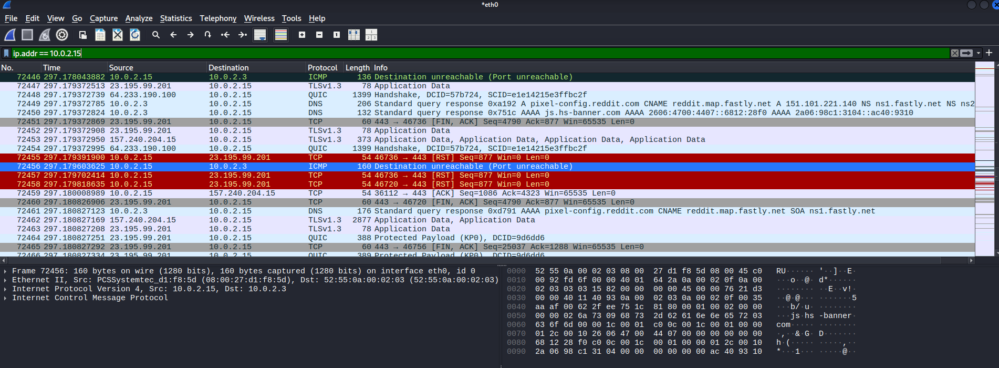 *eth0
File Edit View Go Capture Analyze Statistics Telephony Wireless Tools Help
ip.addr == 10.0.2.15
No. Time Source Destination Protocol Length Info
72446 297.178043882 10.0.2.15 10.0.2.3 ICMP 136 Destination unreachable (Port unreachable)
72447 297.179372513 23.195.99.201 10.0.2.15 TLSv1.3 78 Application Data
72448 297.179372739 64.233.190.100 10.0.2.15 QUIC 1399 Handshake, DCID=57b724, SCID=e1e14215e3ffbc2f
72449 297.179372785 10.0.2.3 10.0.2.15 DNS 206 Standard query response 0xa192 A pixel-config.reddit.com CNAME reddit.map.fastly.net A 151.101.221.140 NS ns1.fastly.net NS ns2
72450 297.179372824 10.0.2.3 10.0.2.15 DNS 132 Standard query response 0x751c AAAA js.hs-banner.com AAAA 2606:4700:4407::6812:28f0 AAAA 2a06:98c1:3104::ac40:9310
72451 297.179372869 23.195.99.201 10.0.2.15 TCP 60 443 → 46736 [FIN, ACK] Seq=4790 Ack=877 Win=65535 Len=0
72452 297.179372908 23.195.99.201 10.0.2.15 TLSv1.3 78 Application Data
72453 297.179372950 157.240.204.15 10.0.2.15 TLSv1.3 373 Application Data, Application Data, Application Data, Application Data
72454 297.179372995 64.233.190.100 10.0.2.15 QUIC 1399 Handshake, DCID=57b724, SCID=e1e14215e3ffbc2f
72455 297.179391900 10.0.2.15 23.195.99.201 TCP 54 46736 → 443 [RST] Seq=877 Win=0 Len=0
72456 297.179603625 10.0.2.15 10.0.2.3 ICMP 160 Destination unreachable (Port unreachable)
72457 297.179702414 10.0.2.15 23.195.99.201 TCP 54 46736 → 443 [RST] Seq=877 Win=0 Len=0
72458 297.179818635 10.0.2.15 23.195.99.201 TCP 54 46720 → 443 [RST] Seq=877 Win=0 Len=0
72459 297.180008989 10.0.2.15 157.240.204.15 TCP 54 36112 → 443 [ACK] Seq=1086 Ack=4323 Win=65535 Len=0
72460 297.180826906 23.195.99.201 10.0.2.15 TCP 60 443 → 46720 [FIN, ACK] Seq=4790 Ack=877 Win=65535 Len=0
72461 297.180827123 10.0.2.3 10.0.2.15 DNS 176 Standard query response 0xd791 AAAA pixel-config.reddit.com CNAME reddit.map.fastly.net SOA ns1.fastly.net
72462 297.180827169 157.240.204.15 10.0.2.15 TLSv1.3 2877 Application Data, Application Data
72463 297.180827208 23.195.99.201 10.0.2.15 TLSv1.3 78 Application Data
72464 297.180827251 23.195.99.201 10.0.2.15 QUIC 388 Protected Payload (KP0), DCID=9d6dd6
72465 297.180827292 23.195.99.201 10.0.2.15 TCP 60 443 → 46756 [FIN, ACK] Seq=25037 Ack=1288 Win=65535 Len=0
72466 297.180827334 23.195.99.201 10.0.2.15 QUIC 389 Protected Payload (KP0), DCID=9d6dd6
Frame 72456: 160 bytes on wire (1280 bits), 160 bytes captured (1280 bits) on interface eth0, id 0
Ethernet II, Src: PCSSystemtec_d1:f8:5d (08:00:27:d1:f8:5d), Dst: 52:55:0a:00:02:03 (52:55:0a:00:02:03)
Internet Protocol Version 4, Src: 10.0.2.15, Dst: 10.0.2.3
Internet Control Message Protocol
0000 52 55 0a 00 02 03 08 00 27 d1 f8 5d 08 00 45 c0 RU······ '··]··E·
0010 00 92 fd 6f 00 00 40 01 64 2a 0a 00 02 0f 0a 00 ···o··@· d*······
0020 02 03 03 03 15 82 00 00 00 00 45 00 00 76 21 d3 ········ ··E··v!·
0030 00 00 40 11 40 93 0a 00 02 03 0a 00 02 0f 00 35 ··@·@··· ·······5
0040 aa af 00 62 2f ee 75 1c 81 80 00 01 00 02 00 00 ···b/·u· ········
0050 00 00 02 6a 73 09 68 73 2d 62 61 6e 6e 65 72 03 ···js·hs -banner·
0060 63 6f 6d 00 00 1c 00 01 c0 0c 00 1c 00 01 00 00 com····· ········
0070 01 2c 00 10 26 06 47 00 44 07 00 00 00 00 00 00 ·,··&·G· D·······
0080 68 12 28 f0 c0 0c 00 1c 00 01 00 00 01 2c 00 10 h·(····· ·····,··
0090 2a 06 98 c1 31 04 00 00 00 00 00 00 ac 40 93 10 *···1··· ·····@··